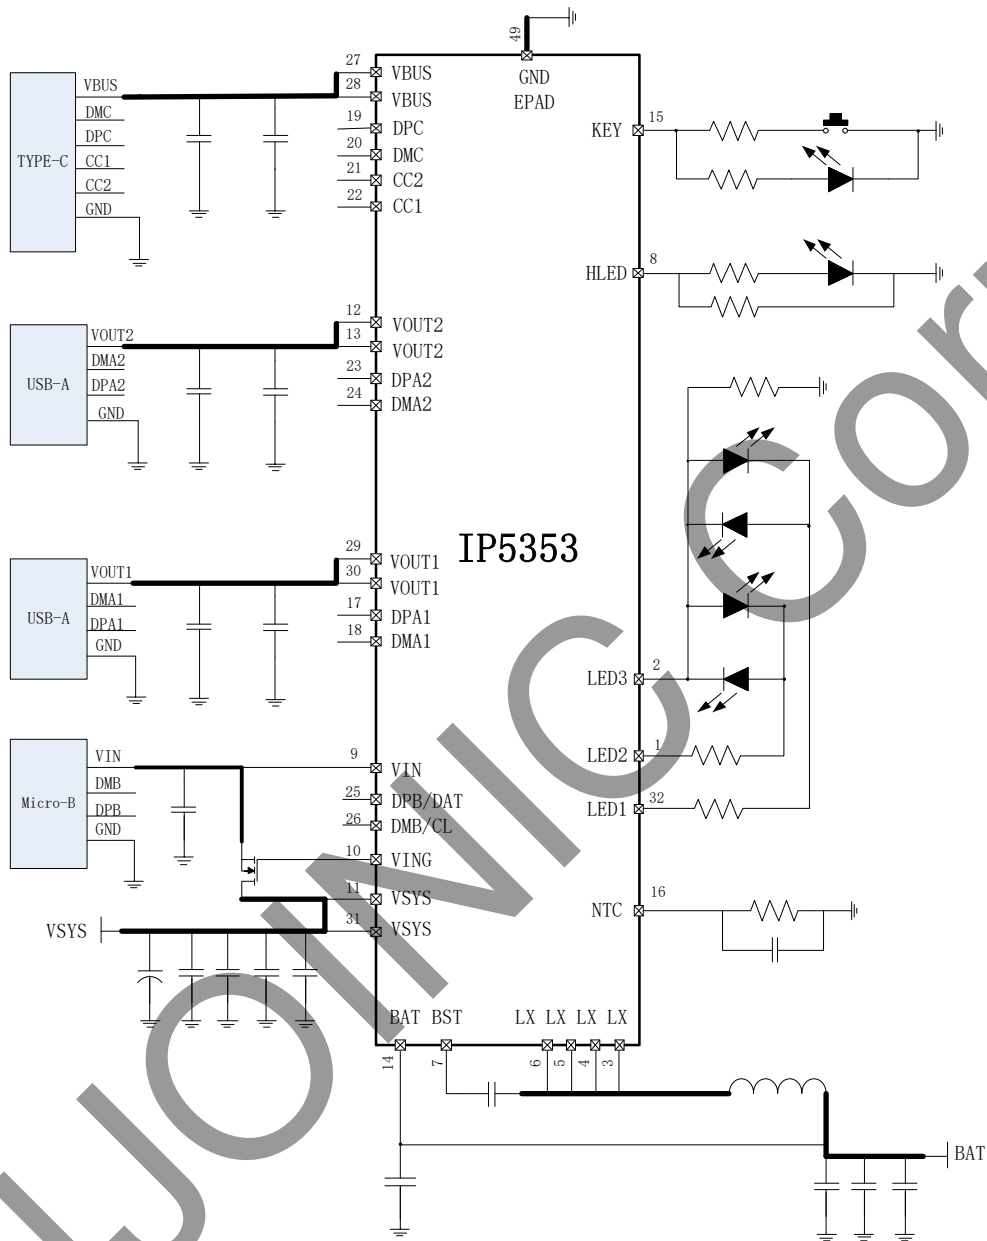 49
GND
EPAD
TYPE-C
VBUS
DMC
DPC
CC1
CC2
GND
27
VBUS
28
VBUS
19
DPC
20
DMC
21
CC2
22
CC1
KEY
15
HLED
8
USB-A
VOUT2
DMA2
DPA2
GND
12
VOUT2
13
VOUT2
23
DPA2
24
DMA2
IP5353
USB-A
VOUT1
DMA1
DPA1
GND
29
VOUT1
30
VOUT1
17
DPA1
18
DMA1
LED3
2
LED2
1
LED1
32
Micro-B
VIN
DMB
DPB
GND
9
VIN
25
DPB/DAT
26
DMB/CL
10
VING
11
VSYS
31
VSYS
VSYS
NTC
16
BAT BST LX LX LX LX
14
7
6
5
4
3
BAT